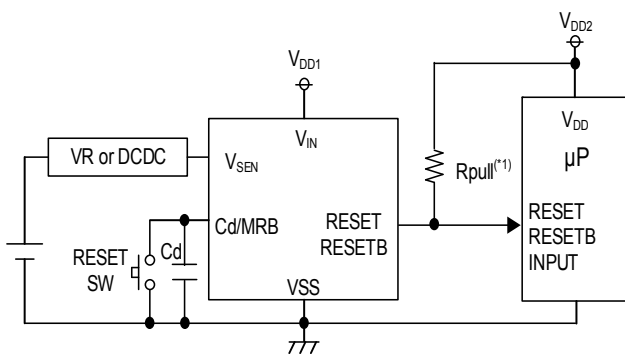 VDD2
VDD1
VDD
VIN
VR or DCDC
µP
VSEN
Rpull(*1)
Cd/MRB
RESET
RESETB
RESET
RESETB
INPUT
RESET
SW
Cd
VSS